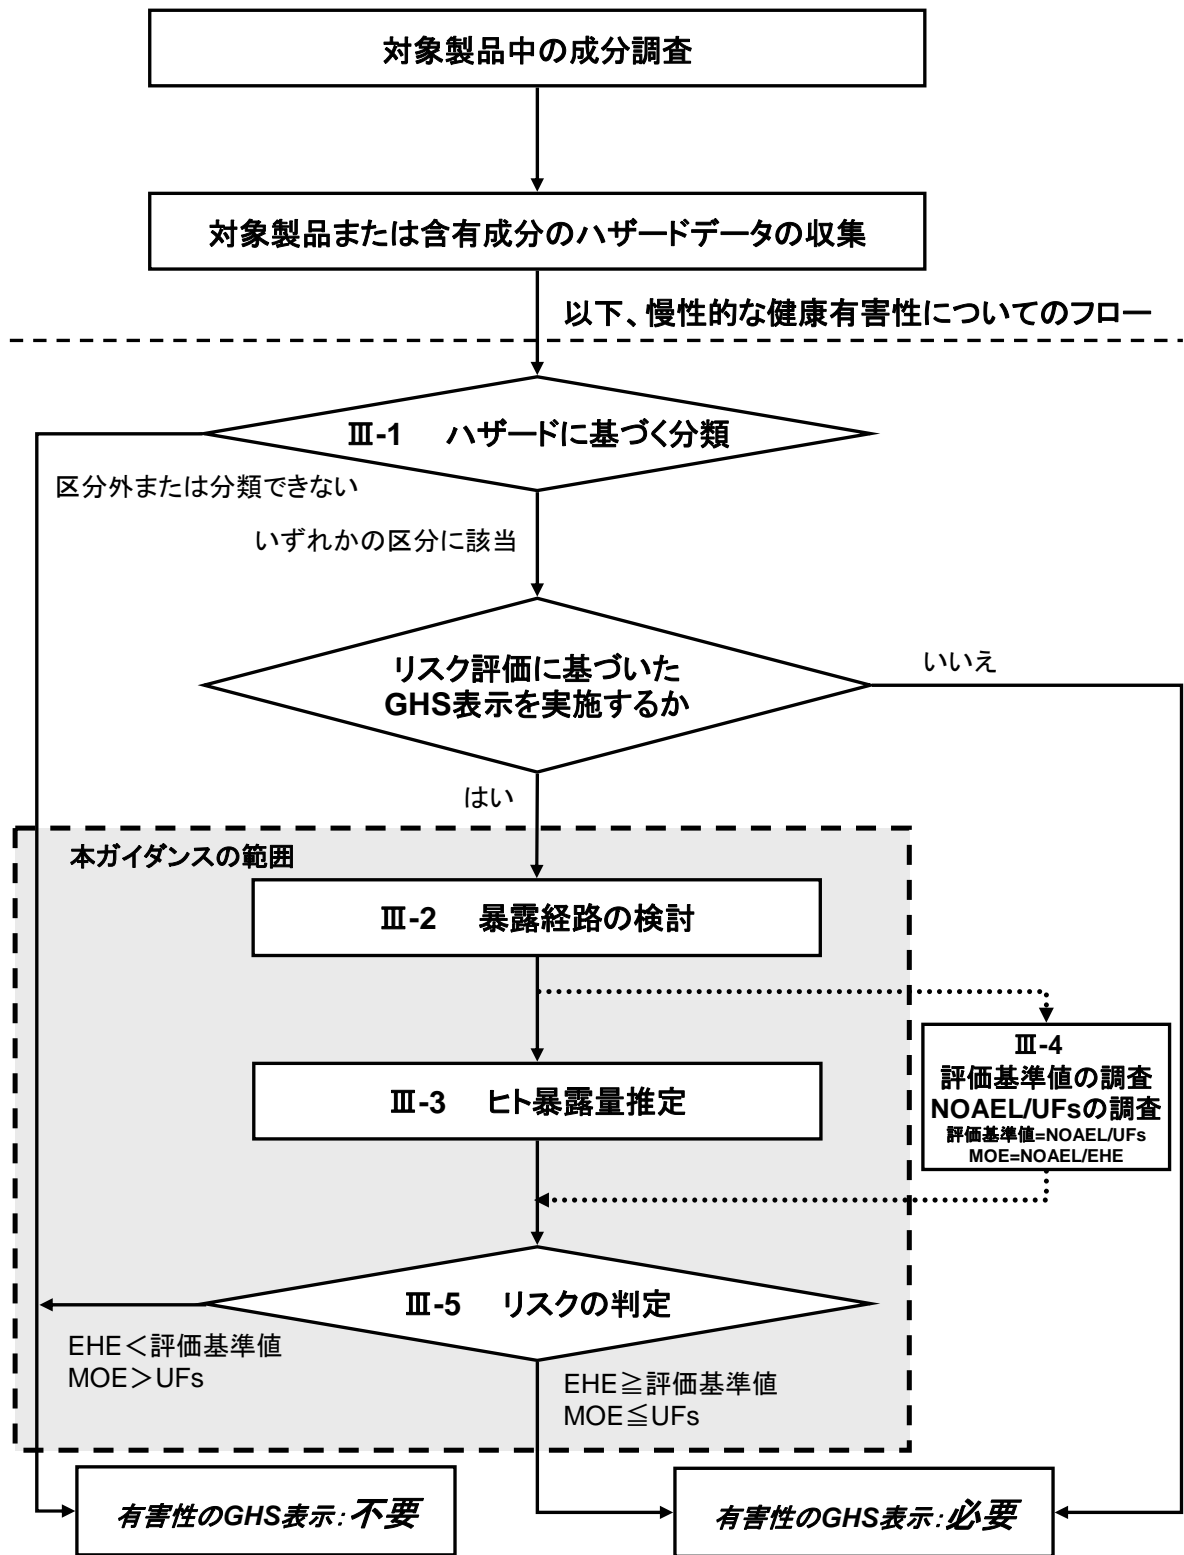 対象製品中の成分調査
対象製品または含有成分のハザードデータの収集
以下、慢性的な健康有害性についてのフロー
Ⅲ-1 ハザードに基づく分類
区分外または分類できない
いずれかの区分に該当
リスク評価に基づいた
GHS表示を実施するか
いいえ
はい
本ガイダンスの範囲
Ⅲ-2 暴露経路の検討
Ⅲ-4
評価基準値の調査
NOAEL/UFsの調査
評価基準値=NOAEL/UFs
MOE=NOAEL/EHE
Ⅲ-3 ヒト暴露量推定
Ⅲ-5 リスクの判定
EHE＜評価基準値
MOE＞UFs
EHE≧評価基準値
MOE≦UFs
有害性のGHS表示：不要
有害性のGHS表示：必要